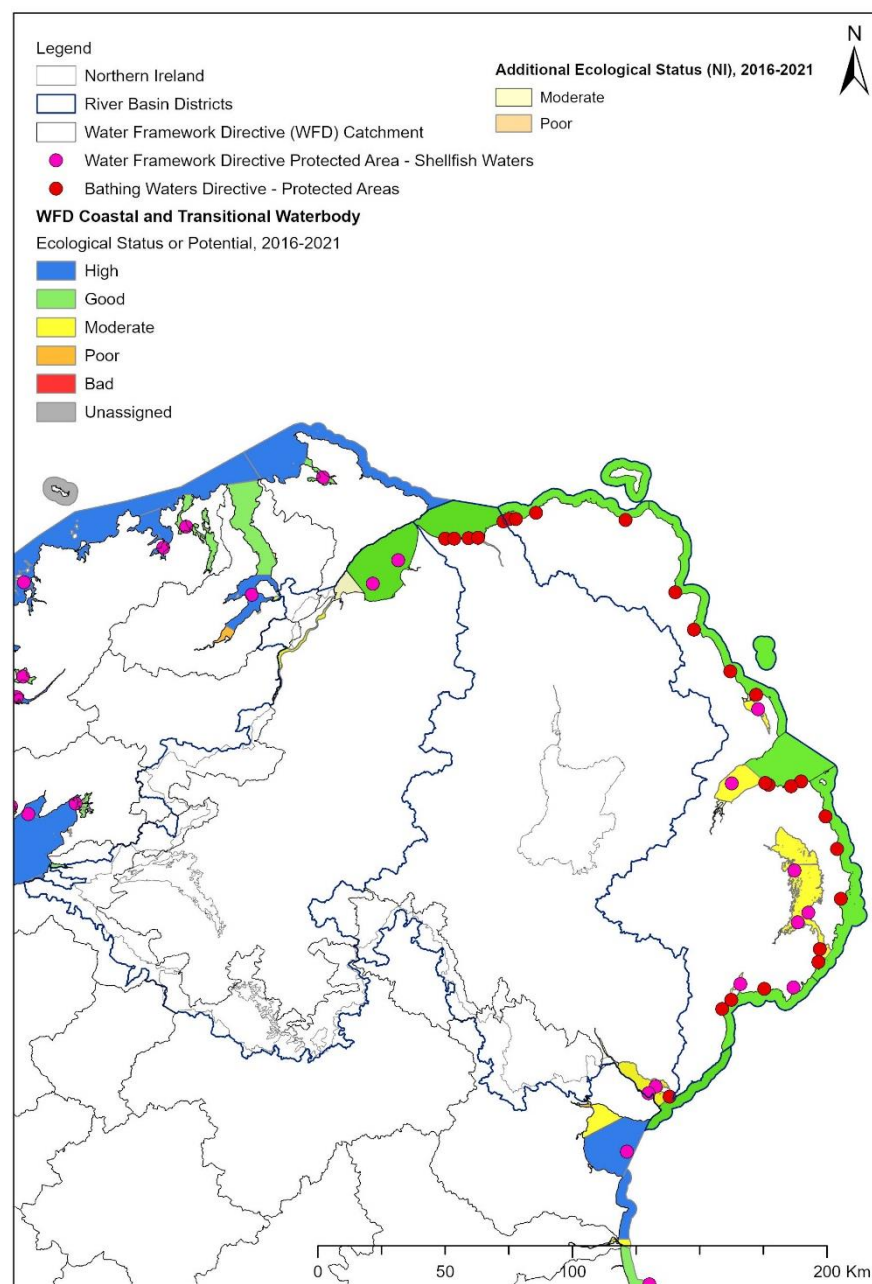 Legend
Northern Ireland
River Basin Districts
Water Framework Directive (WFD) Catchment
Water Framework Directive Protected Area - Shellfish Waters
Bathing Waters Directive - Protected Areas
WFD Coastal and Transitional Waterbody
Ecological Status or Potential, 2016-2021
High
Good
Moderate
Poor
Bad
Unassigned
Additional Ecological Status (NI), 2016-2021
Moderate
Poor
N
0 50 100 200 Km